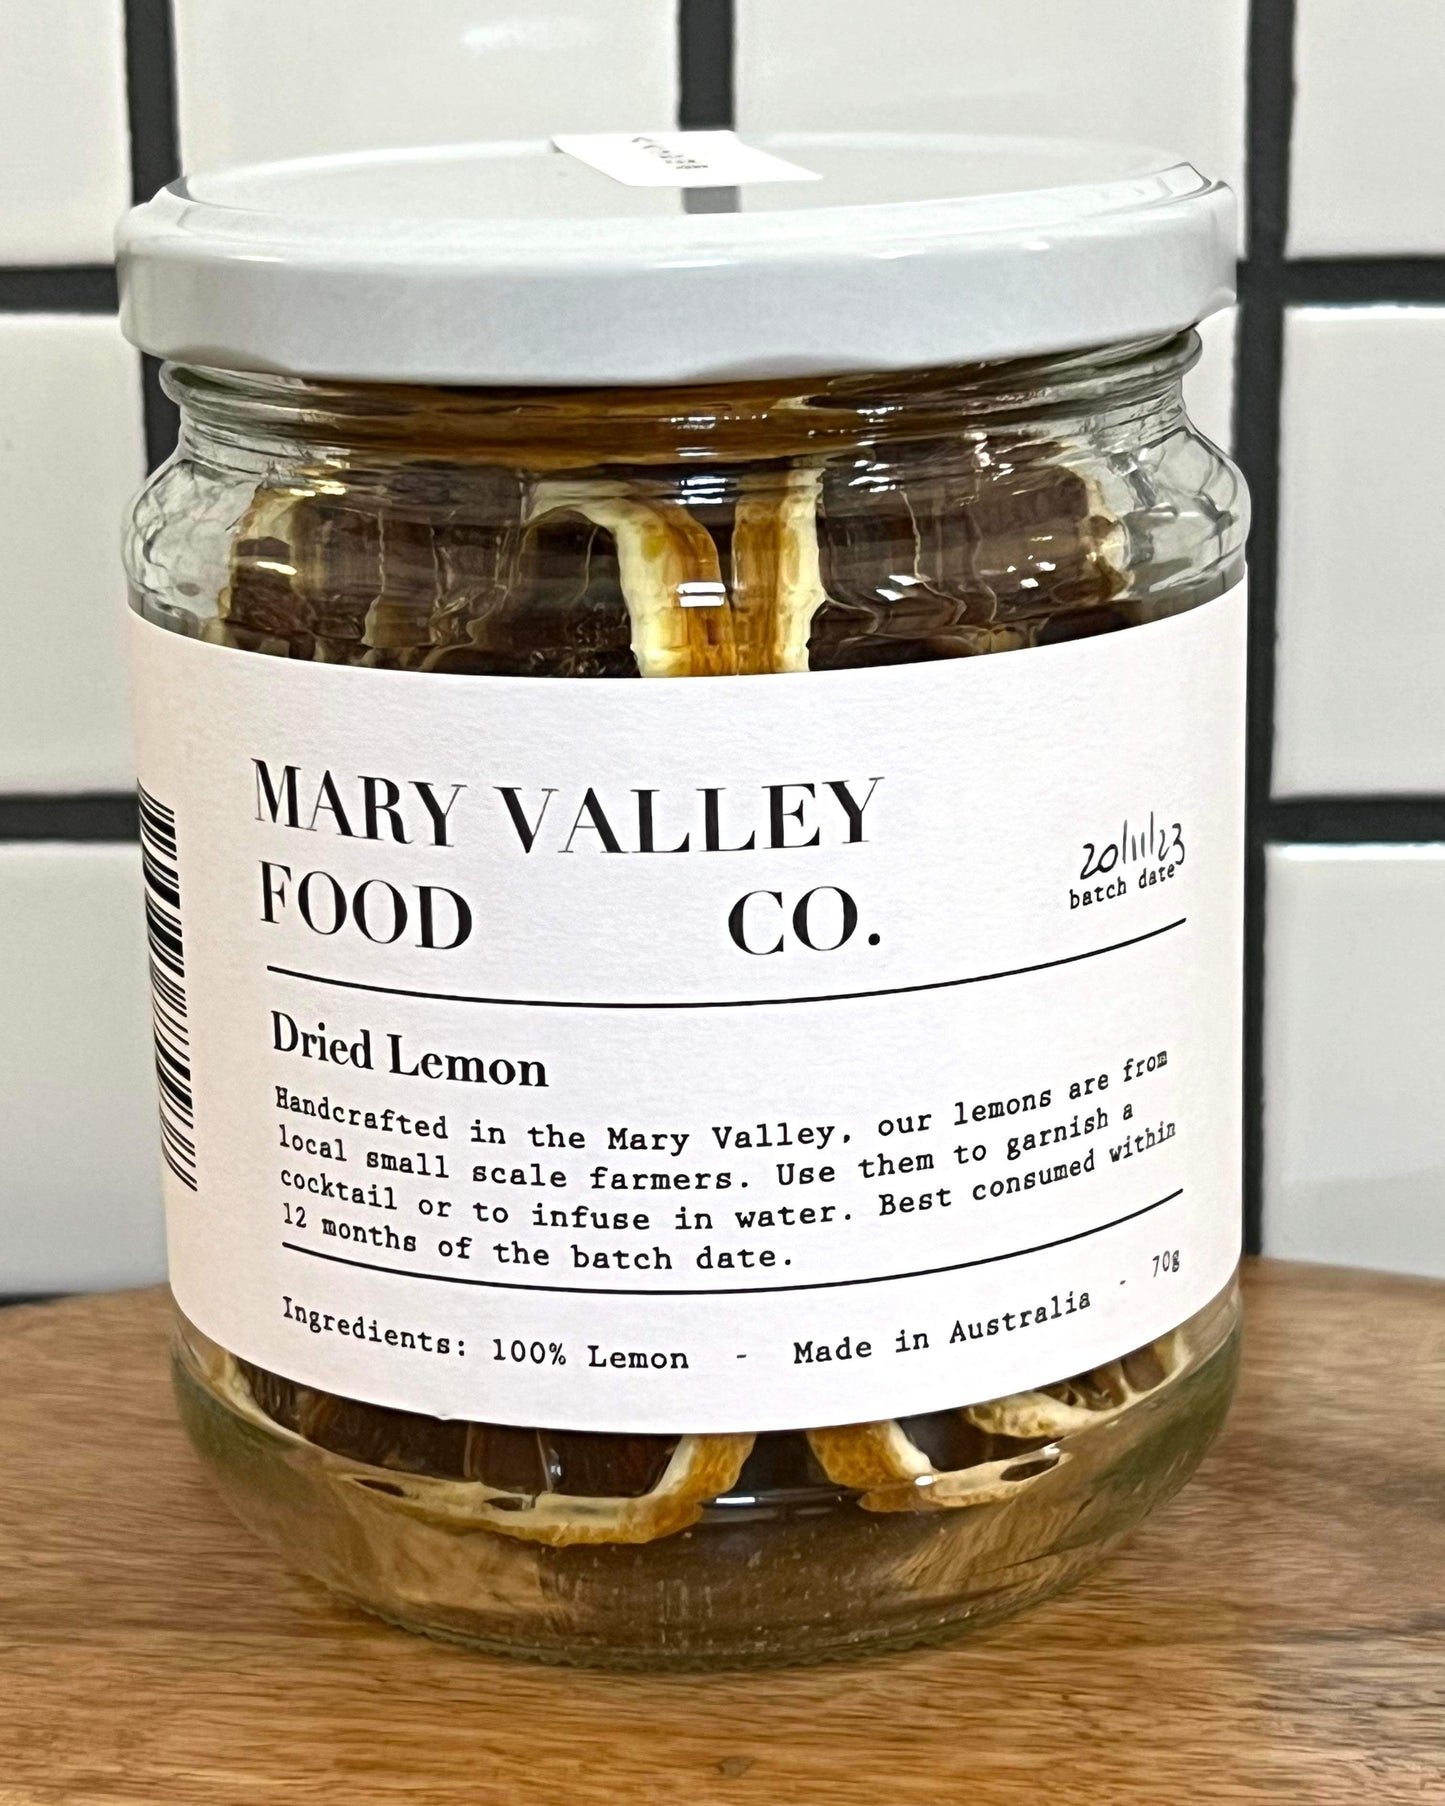 MARY VALLEY
FOOD CO.
20/11/23
batch date
Dried Lemon
Handcrafted in the Mary Valley, our lemons are from
local small scale farmers. Use them to garnish a
cocktail or to infuse in water. Best consumed within
12 months of the batch date.
Ingredients: 100% Lemon - Made in Australia - 70g